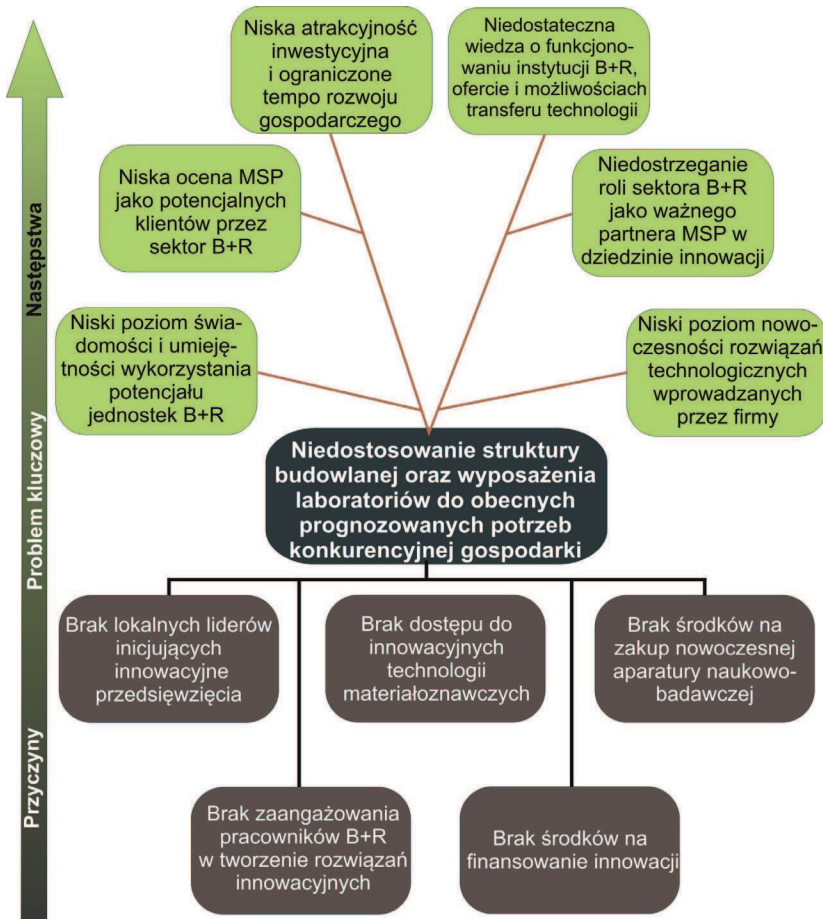 Niska atrakcyjność
inwestycyjna
i ograniczone
tempo rozwoju
gospodarczego
Niedostateczna
wiedza o funkcjono-
waniu instytucji B+R,
ofercie i możliwościach
transferu technologii
Niska ocena MSP
jako potencjalnych
klientów przez
sektor B+R
Niedostrzeganie
roli sektora B+R
jako ważnego
partnera MSP w
dziedzinie innowacji
Niski poziom świa-
domości i umieję-
tności wykorzystania
potencjału
jednostek B+R
Niski poziom nowo-
czesności rozwiązań
technologicznych
wprowadzanych
przez firmy
Niedostosowanie struktury
budowlanej oraz wyposażenia
laboratoriów do obecnych
prognozowanych potrzeb
konkurencyjnej gospodarki
Brak lokalnych liderów
inicjujących
innowacyjne
przedsięwzięcia
Brak dostępu do
innowacyjnych
technologii
materiałoznawczych
Brak środków na
zakup nowoczesnej
aparatury naukowo-
badawczej
Brak zaangażowania
pracowników B+R
w tworzenie rozwiązań
innowacyjnych
Brak środków na
finansowanie innowacji
Następstwa
Problem kluczowy
Przyczyny